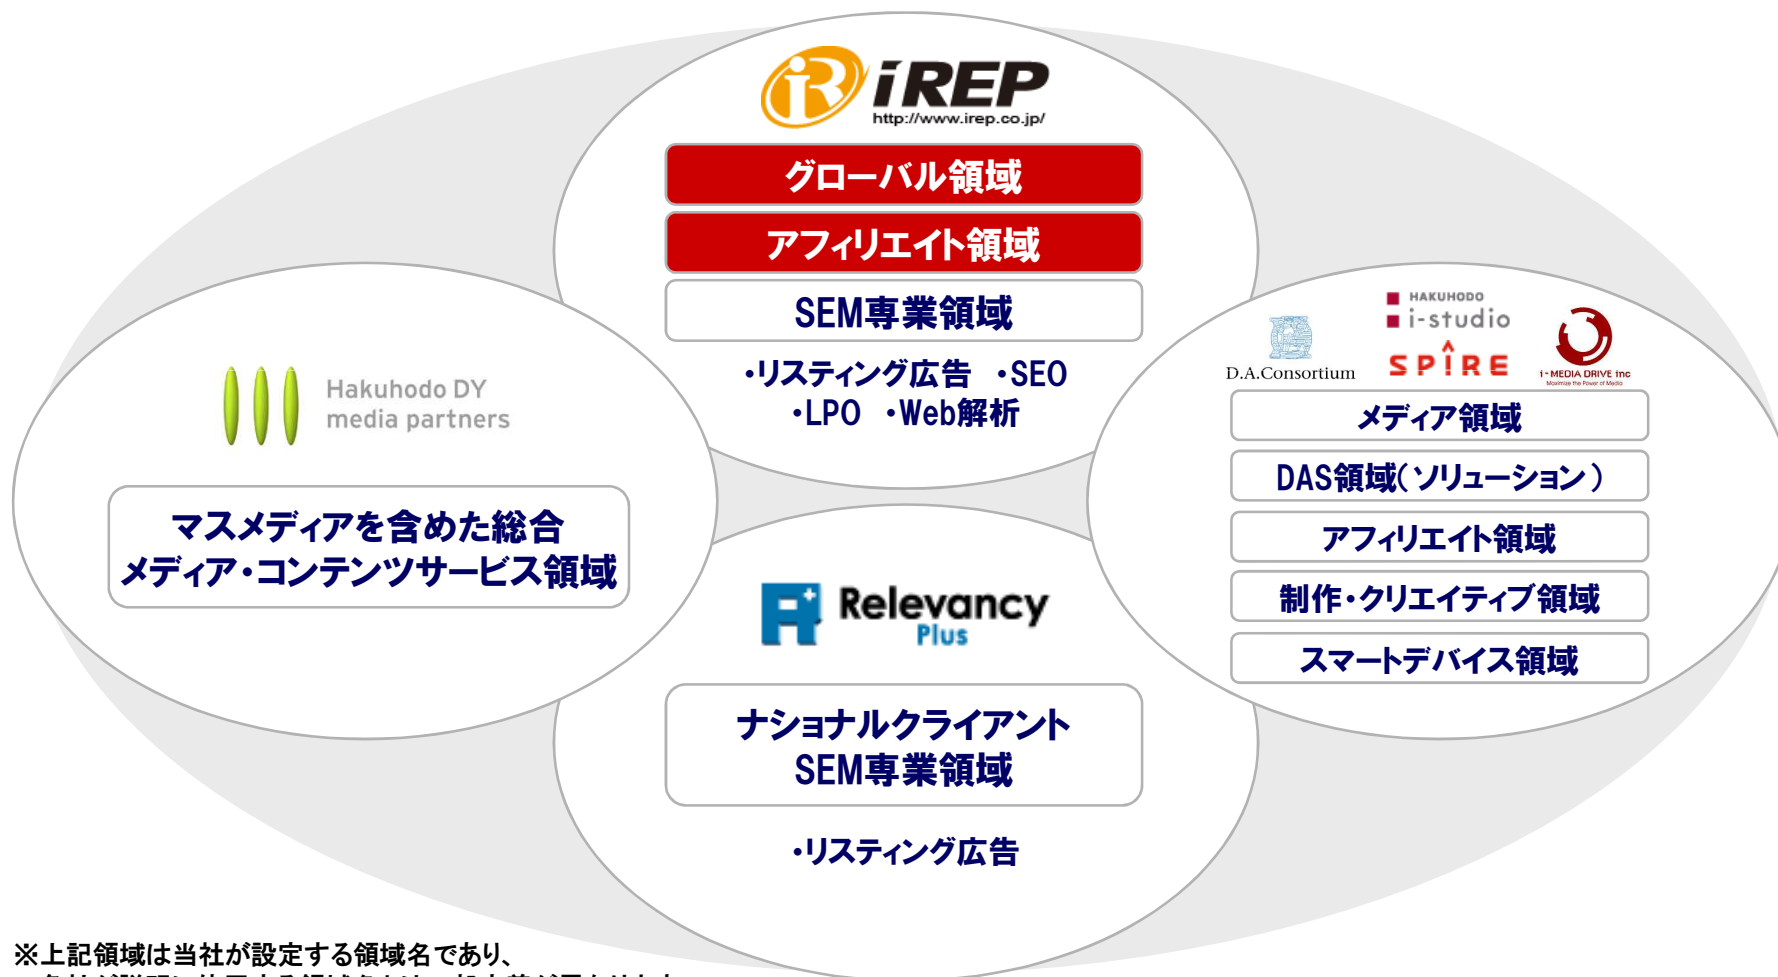 iREP
http://www.irep.co.jp/
グローバル領域
アフィリエイト領域
SEM専業領域
・リスティング広告 ・SEO
・LPO ・Web解析
Hakuhodo DY
media partners
マスメディアを含めた総合
メディア・コンテンツサービス領域
D.A.Consortium
HAKUHODO
i-studio
SPIRE
i-MEDIA DRIVE inc
Maximize the Power of Media
メディア領域
DAS領域(ソリューション)
アフィリエイト領域
制作・クリエイティブ領域
スマートデバイス領域
Relevancy
Plus
ナショナルクライアント
SEM専業領域
・リスティング広告
※上記領域は当社が設定する領域名であり、